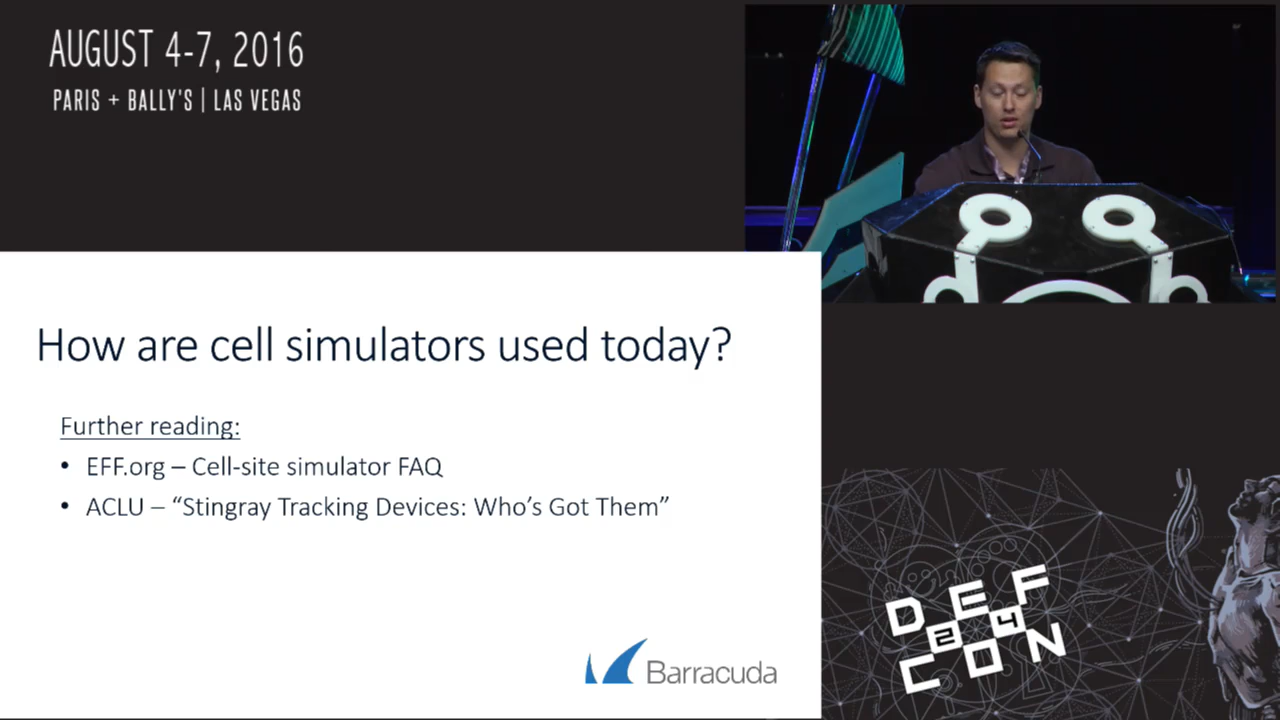 AUGUST 4-7, 2016
PARIS + BALLY'S | LAS VEGAS
How are cell simulators used today?
Further reading:
• EFF.org – Cell-site simulator FAQ
• ACLU – “Stingray Tracking Devices: Who’s Got Them”
Barracuda
DEF
24
CON